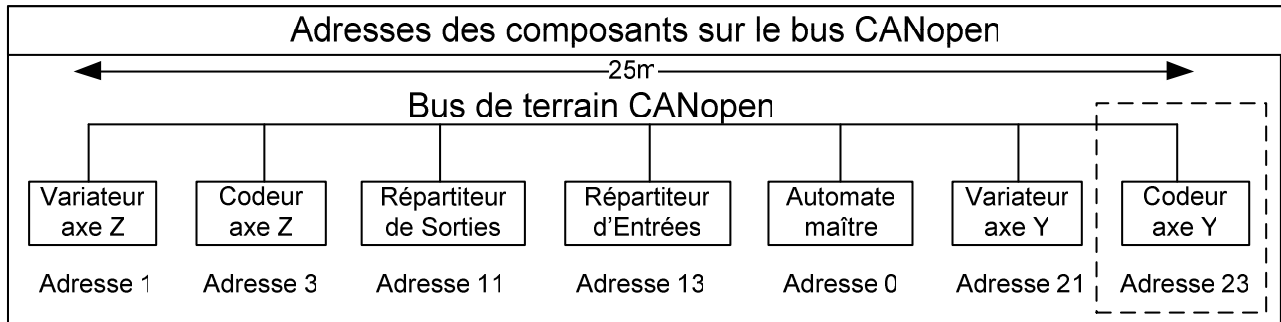 Adresses des composants sur le bus CANopen
25m
Bus de terrain CANopen
Variateur axe Z
Codeur axe Z
Répartiteur de Sorties
Répartiteur d'Entrées
Automate maître
Variateur axe Y
Codeur axe Y
Adresse 1
Adresse 3
Adresse 11
Adresse 13
Adresse 0
Adresse 21
Adresse 23